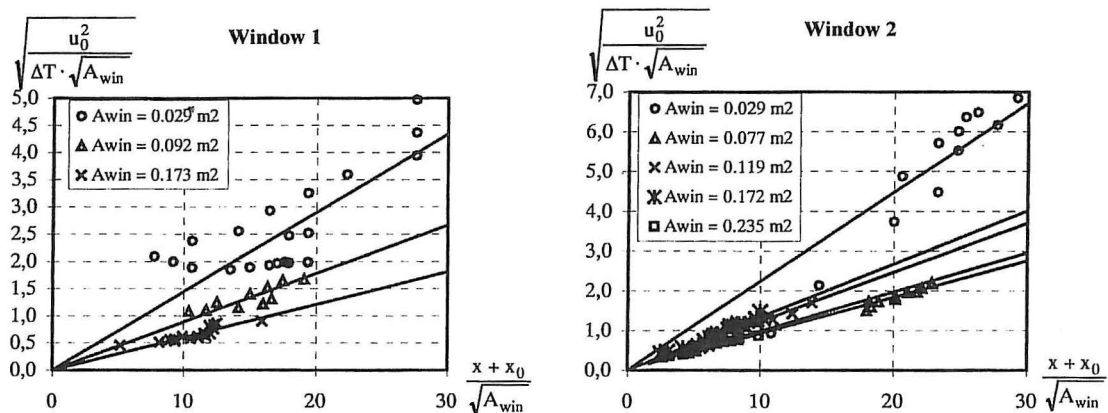 √(u₀² / (ΔT · √A_win))
Window 1
5,0
4,5
4,0
3,5
3,0
2,5
2,0
1,5
1,0
0,5
0,0
Awin = 0.029 m2
Awin = 0.092 m2
Awin = 0.173 m2
0 10 20 30
(x + x₀) / √A_win
√(u₀² / (ΔT · √A_win))
Window 2
7,0
6,0
5,0
4,0
3,0
2,0
1,0
0,0
Awin = 0.029 m2
Awin = 0.077 m2
Awin = 0.119 m2
Awin = 0.172 m2
Awin = 0.235 m2
0 10 20 30
(x + x₀) / √A_win